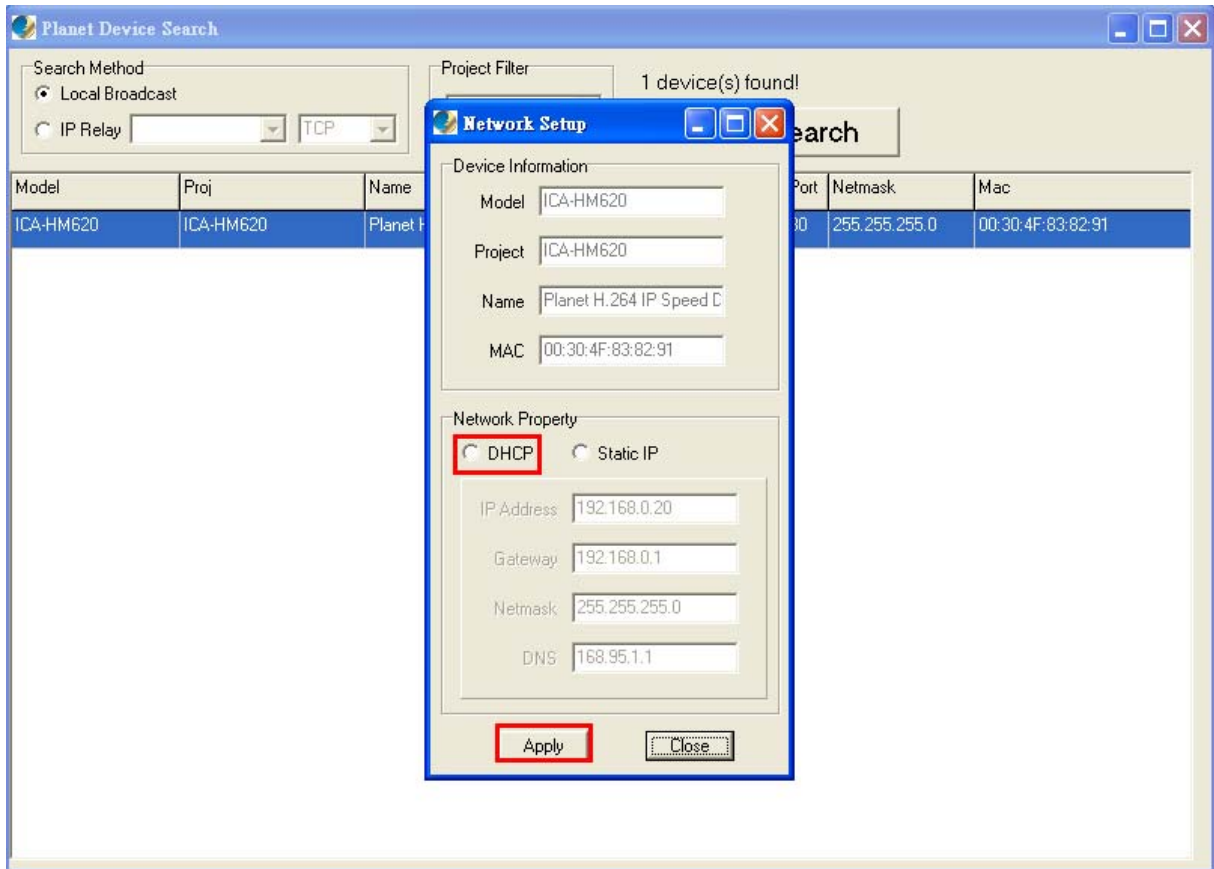 Planet Device Search
Search Method
Local Broadcast
IP Relay
TCP
Project Filter
1 device(s) found!
Model Proj Name Port Netmask Mac
ICA-HM620 ICA-HM620 Planet 255.255.255.0 00:30:4F:83:82:91
Network Setup
Device Information
Model ICA-HM620
Project ICA-HM620
Name Planet H.264 IP Speed
MAC 00:30:4F:83:82:91
Network Property
DHCP Static IP
IP Address 192.168.0.20
Gateway 192.168.0.1
Netmask 255.255.255.0
DNS 168.95.1.1
Apply Close